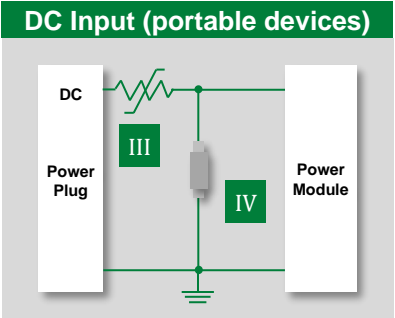 DC Input (portable devices)
DC
III
Power
Plug
IV
Power
Module